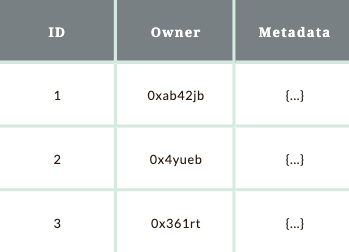 ID Owner Metadata
1 0xab42jb {...}
2 0x4yueb {...}
3 0x361rt {...}